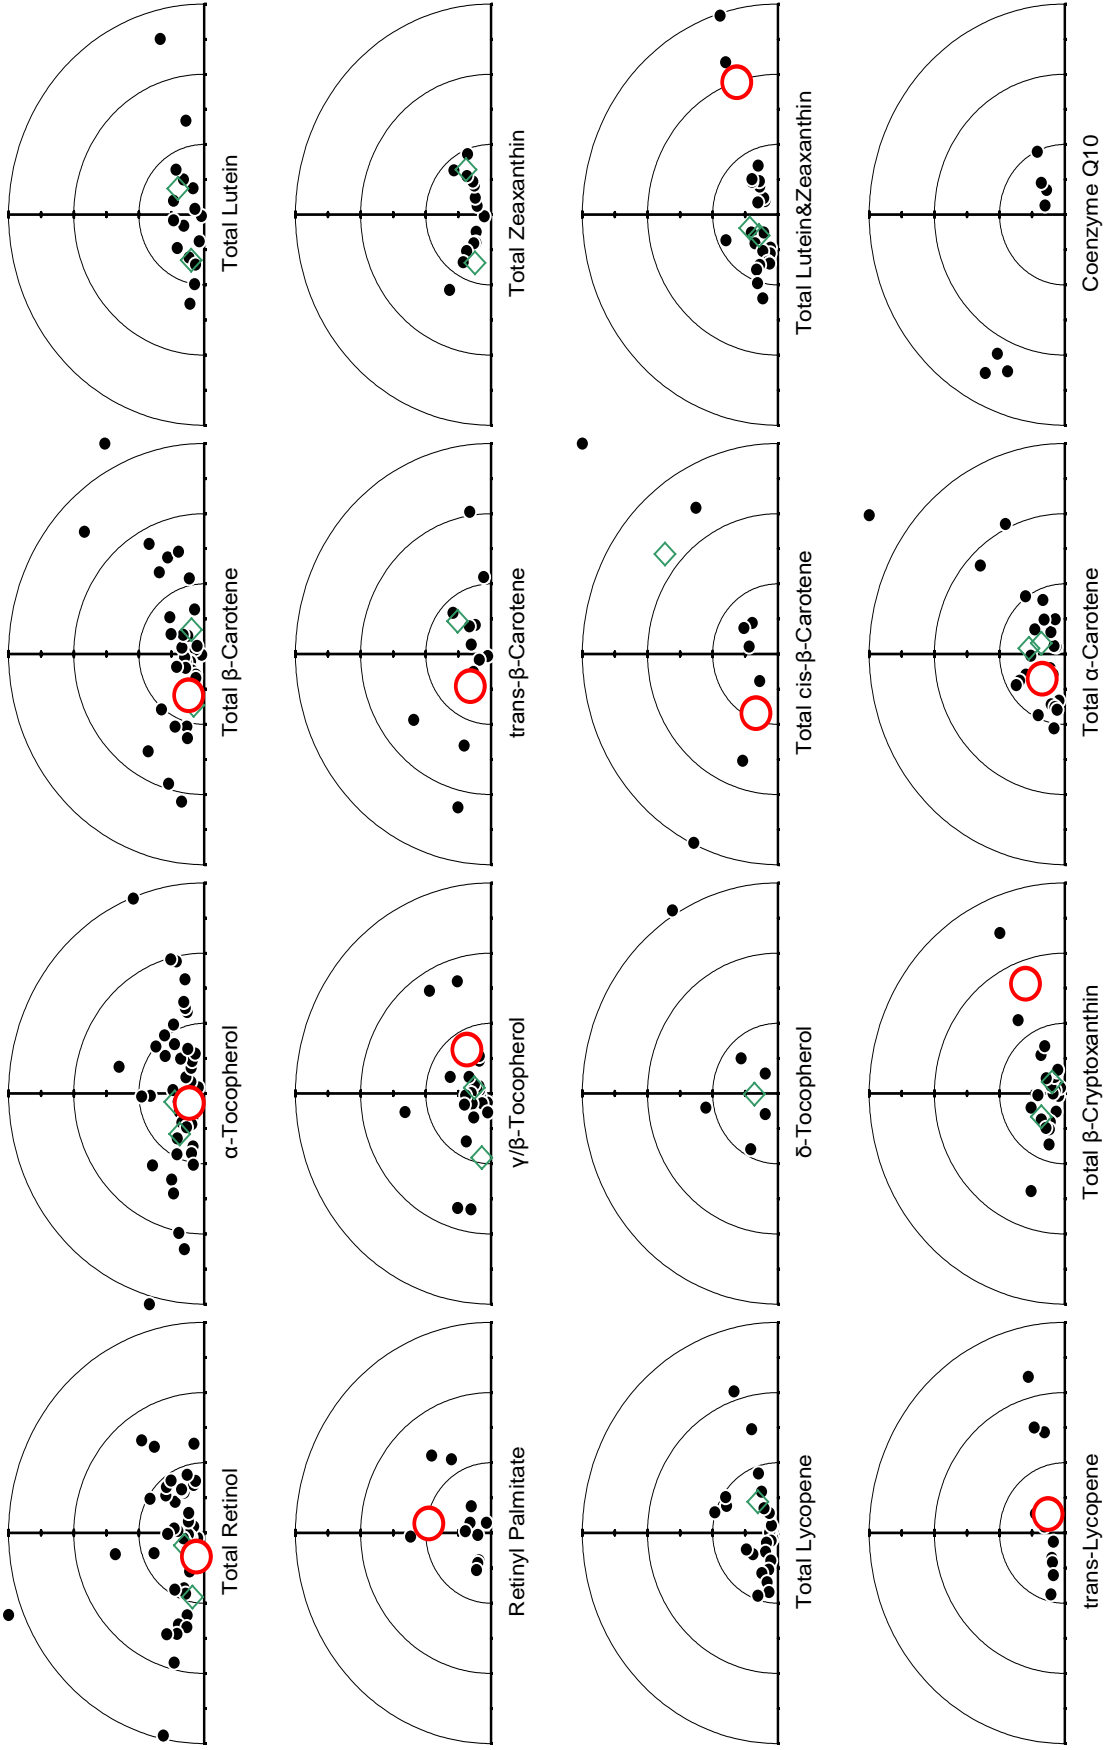 Total Retinol
α-Tocopherol
Total β-Carotene
Total Lutein
Retinyl Palmitate
γ/β-Tocopherol
trans-β-Carotene
Total Zeaxanthin
Total Lycopene
δ-Tocopherol
Total cis-β-Carotene
Total Lutein&Zeaxanthin
trans-Lycopene
Total β-Cryptoxanthin
Total α-Carotene
Coenzyme Q10